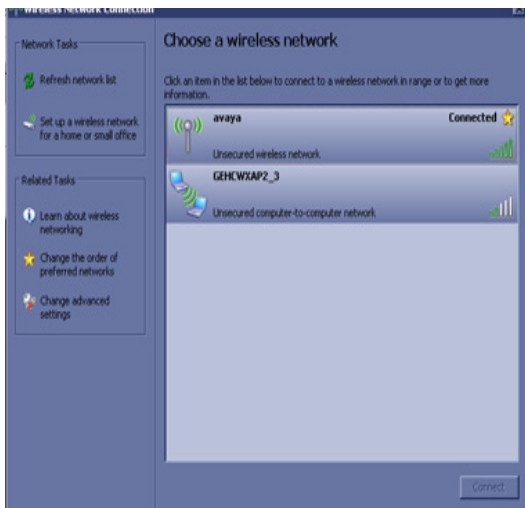 Wireless Network Connection
Network Tasks
Refresh network list
Set up a wireless network
for a home or small office
Related Tasks
Learn about wireless
networking
Change the order of
preferred networks
Change advanced
settings
Choose a wireless network
Click an item in the list below to connect to a wireless network in range or to get more
information.
avaya Connected
Unsecured wireless network
GEHCWXAP2_3
Unsecured computer-to-computer network
Connect